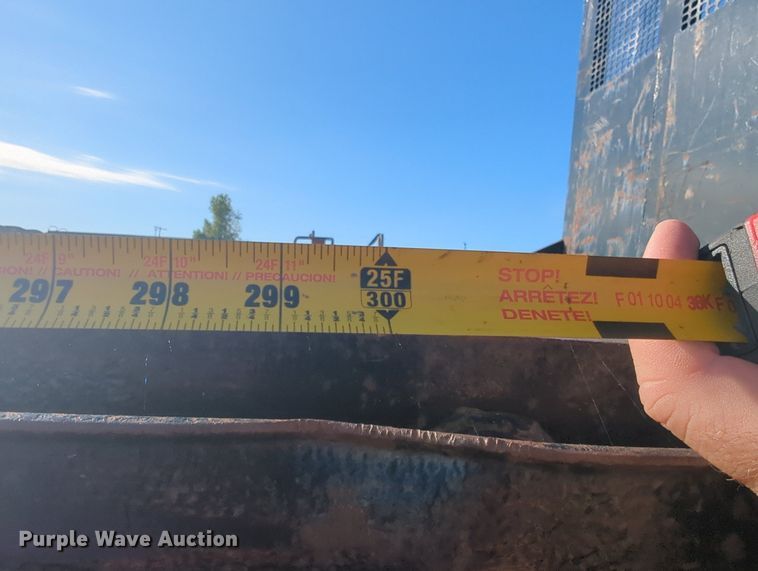 24F 9" 24F 10" 24F 11"
CAUTION! // ATTENTION! // PRECAUCION!
297 298 299
25F
300
STOP!
ARRÊTEZ!
DENETE!
F 01 10 04 38K F
Purple Wave Auction